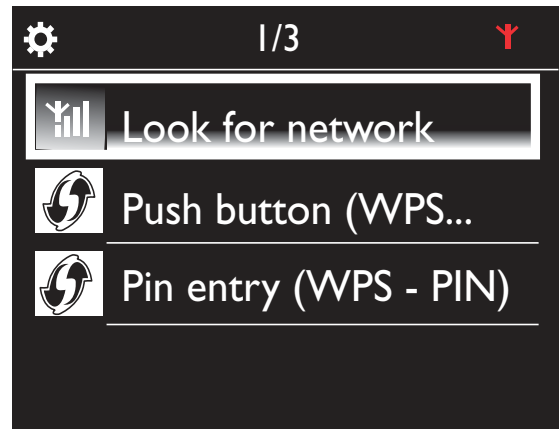 1/3
Look for network
Push button (WPS...
Pin entry (WPS - PIN)